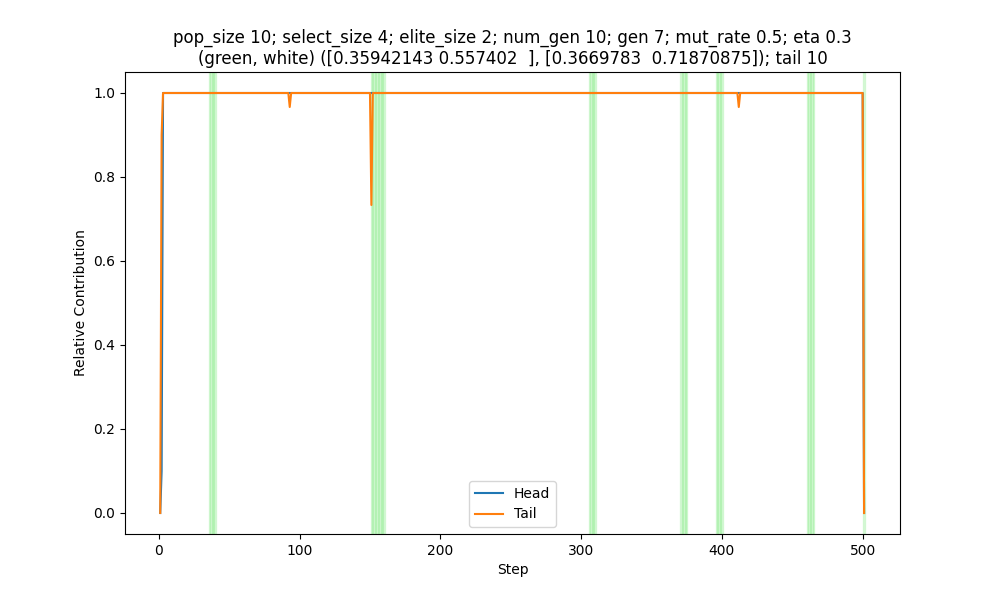 pop_size 10; select_size 4; elite_size 2; num_gen 10; gen 7; mut_rate 0.5; eta 0.3
(green, white) ([0.35942143 0.557402  ], [0.3669783  0.71870875]); tail 10
1.0
0.8
0.6
0.4
0.2
0.0
Relative Contribution
Head
Tail
0 100 200 300 400 500
Step